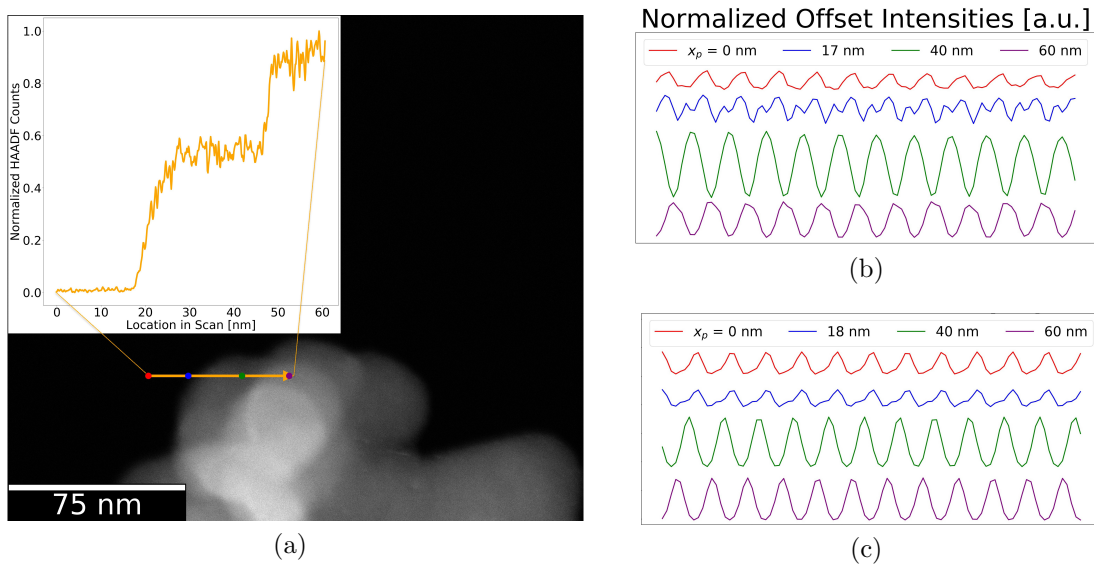 1.0
0.8
0.6
0.4
0.2
0.0
Normalized HAADF Counts
0 10 20 30 40 50 60
Location in Scan [nm]
75 nm
(a)
Normalized Offset Intensities [a.u.]
xₚ = 0 nm 17 nm 40 nm 60 nm
(b)
xₚ = 0 nm 18 nm 40 nm 60 nm
(c)